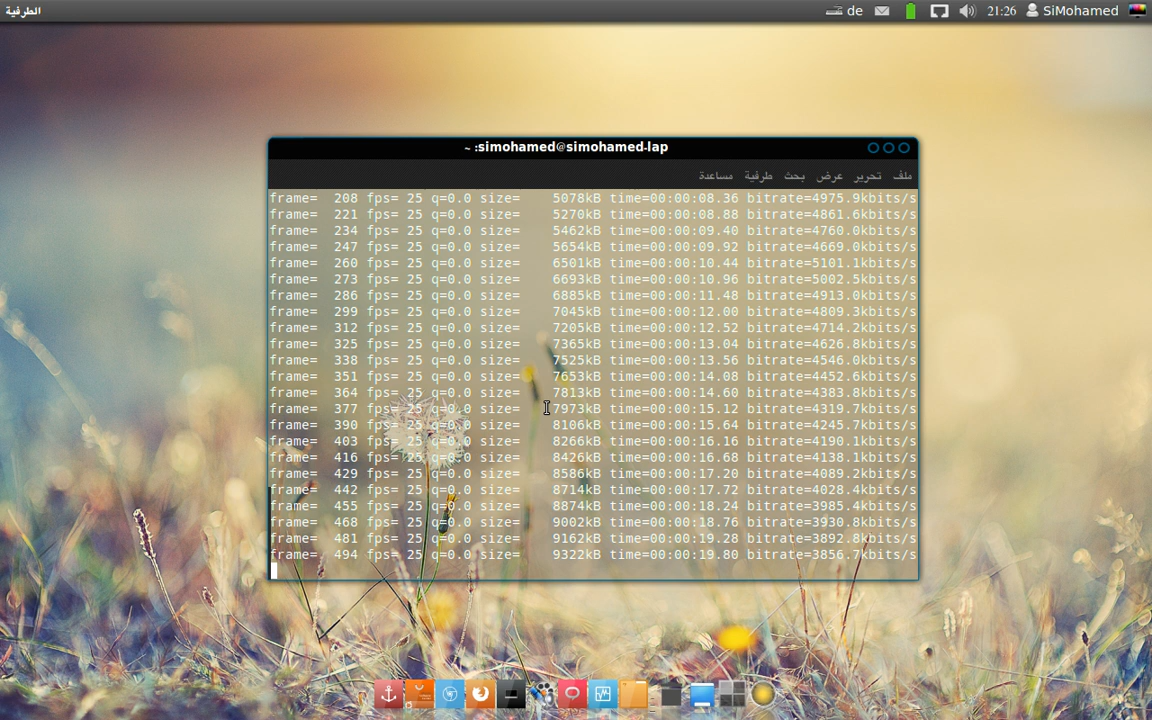 الطرفية
de
21:26
SiMohamed
~ :simohamed@simohamed-lap
ملف تحرير عرض بحث طرفية مساعدة
frame=  208 fps= 25 q=0.0 size=    5078kB time=00:00:08.36 bitrate=4975.9kbits/s
frame=  221 fps= 25 q=0.0 size=    5270kB time=00:00:08.88 bitrate=4861.6kbits/s
frame=  234 fps= 25 q=0.0 size=    5462kB time=00:00:09.40 bitrate=4760.0kbits/s
frame=  247 fps= 25 q=0.0 size=    5654kB time=00:00:09.92 bitrate=4669.0kbits/s
frame=  260 fps= 25 q=0.0 size=    6501kB time=00:00:10.44 bitrate=5101.1kbits/s
frame=  273 fps= 25 q=0.0 size=    6693kB time=00:00:10.96 bitrate=5002.5kbits/s
frame=  286 fps= 25 q=0.0 size=    6885kB time=00:00:11.48 bitrate=4913.0kbits/s
frame=  299 fps= 25 q=0.0 size=    7045kB time=00:00:12.00 bitrate=4809.3kbits/s
frame=  312 fps= 25 q=0.0 size=    7205kB time=00:00:12.52 bitrate=4714.2kbits/s
frame=  325 fps= 25 q=0.0 size=    7365kB time=00:00:13.04 bitrate=4626.8kbits/s
frame=  338 fps= 25 q=0.0 size=    7525kB time=00:00:13.56 bitrate=4546.0kbits/s
frame=  351 fps= 25 q=0.0 size=    7653kB time=00:00:14.08 bitrate=4452.6kbits/s
frame=  364 fps= 25 q=0.0 size=    7813kB time=00:00:14.60 bitrate=4383.8kbits/s
frame=  377 fps= 25 q=0.0 size=    7973kB time=00:00:15.12 bitrate=4319.7kbits/s
frame=  390 fps= 25 q=0.0 size=    8106kB time=00:00:15.64 bitrate=4245.7kbits/s
frame=  403 fps= 25 q=0.0 size=    8266kB time=00:00:16.16 bitrate=4190.1kbits/s
frame=  416 fps= 25 q=0.0 size=    8426kB time=00:00:16.68 bitrate=4138.1kbits/s
frame=  429 fps= 25 q=0.0 size=    8586kB time=00:00:17.20 bitrate=4089.2kbits/s
frame=  442 fps= 25 q=0.0 size=    8714kB time=00:00:17.72 bitrate=4028.4kbits/s
frame=  455 fps= 25 q=0.0 size=    8874kB time=00:00:18.24 bitrate=3985.4kbits/s
frame=  468 fps= 25 q=0.0 size=    9002kB time=00:00:18.76 bitrate=3930.8kbits/s
frame=  481 fps= 25 q=0.0 size=    9162kB time=00:00:19.28 bitrate=3892.8kbits/s
frame=  494 fps= 25 q=0.0 size=    9322kB time=00:00:19.80 bitrate=3856.7kbits/s